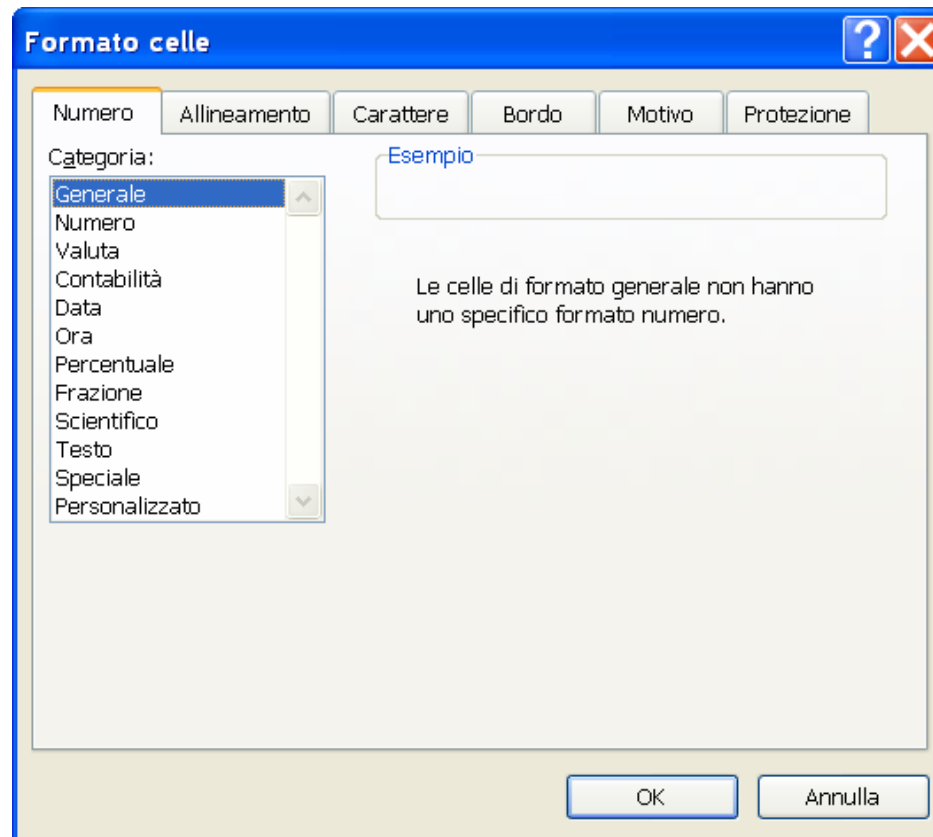 Formato celle
Numero Allineamento Carattere Bordo Motivo Protezione
Categoria:
Generale
Numero
Valuta
Contabilità
Data
Ora
Percentuale
Frazione
Scientifico
Testo
Speciale
Personalizzato
Esempio
Le celle di formato generale non hanno
uno specifico formato numero.
OK Annulla